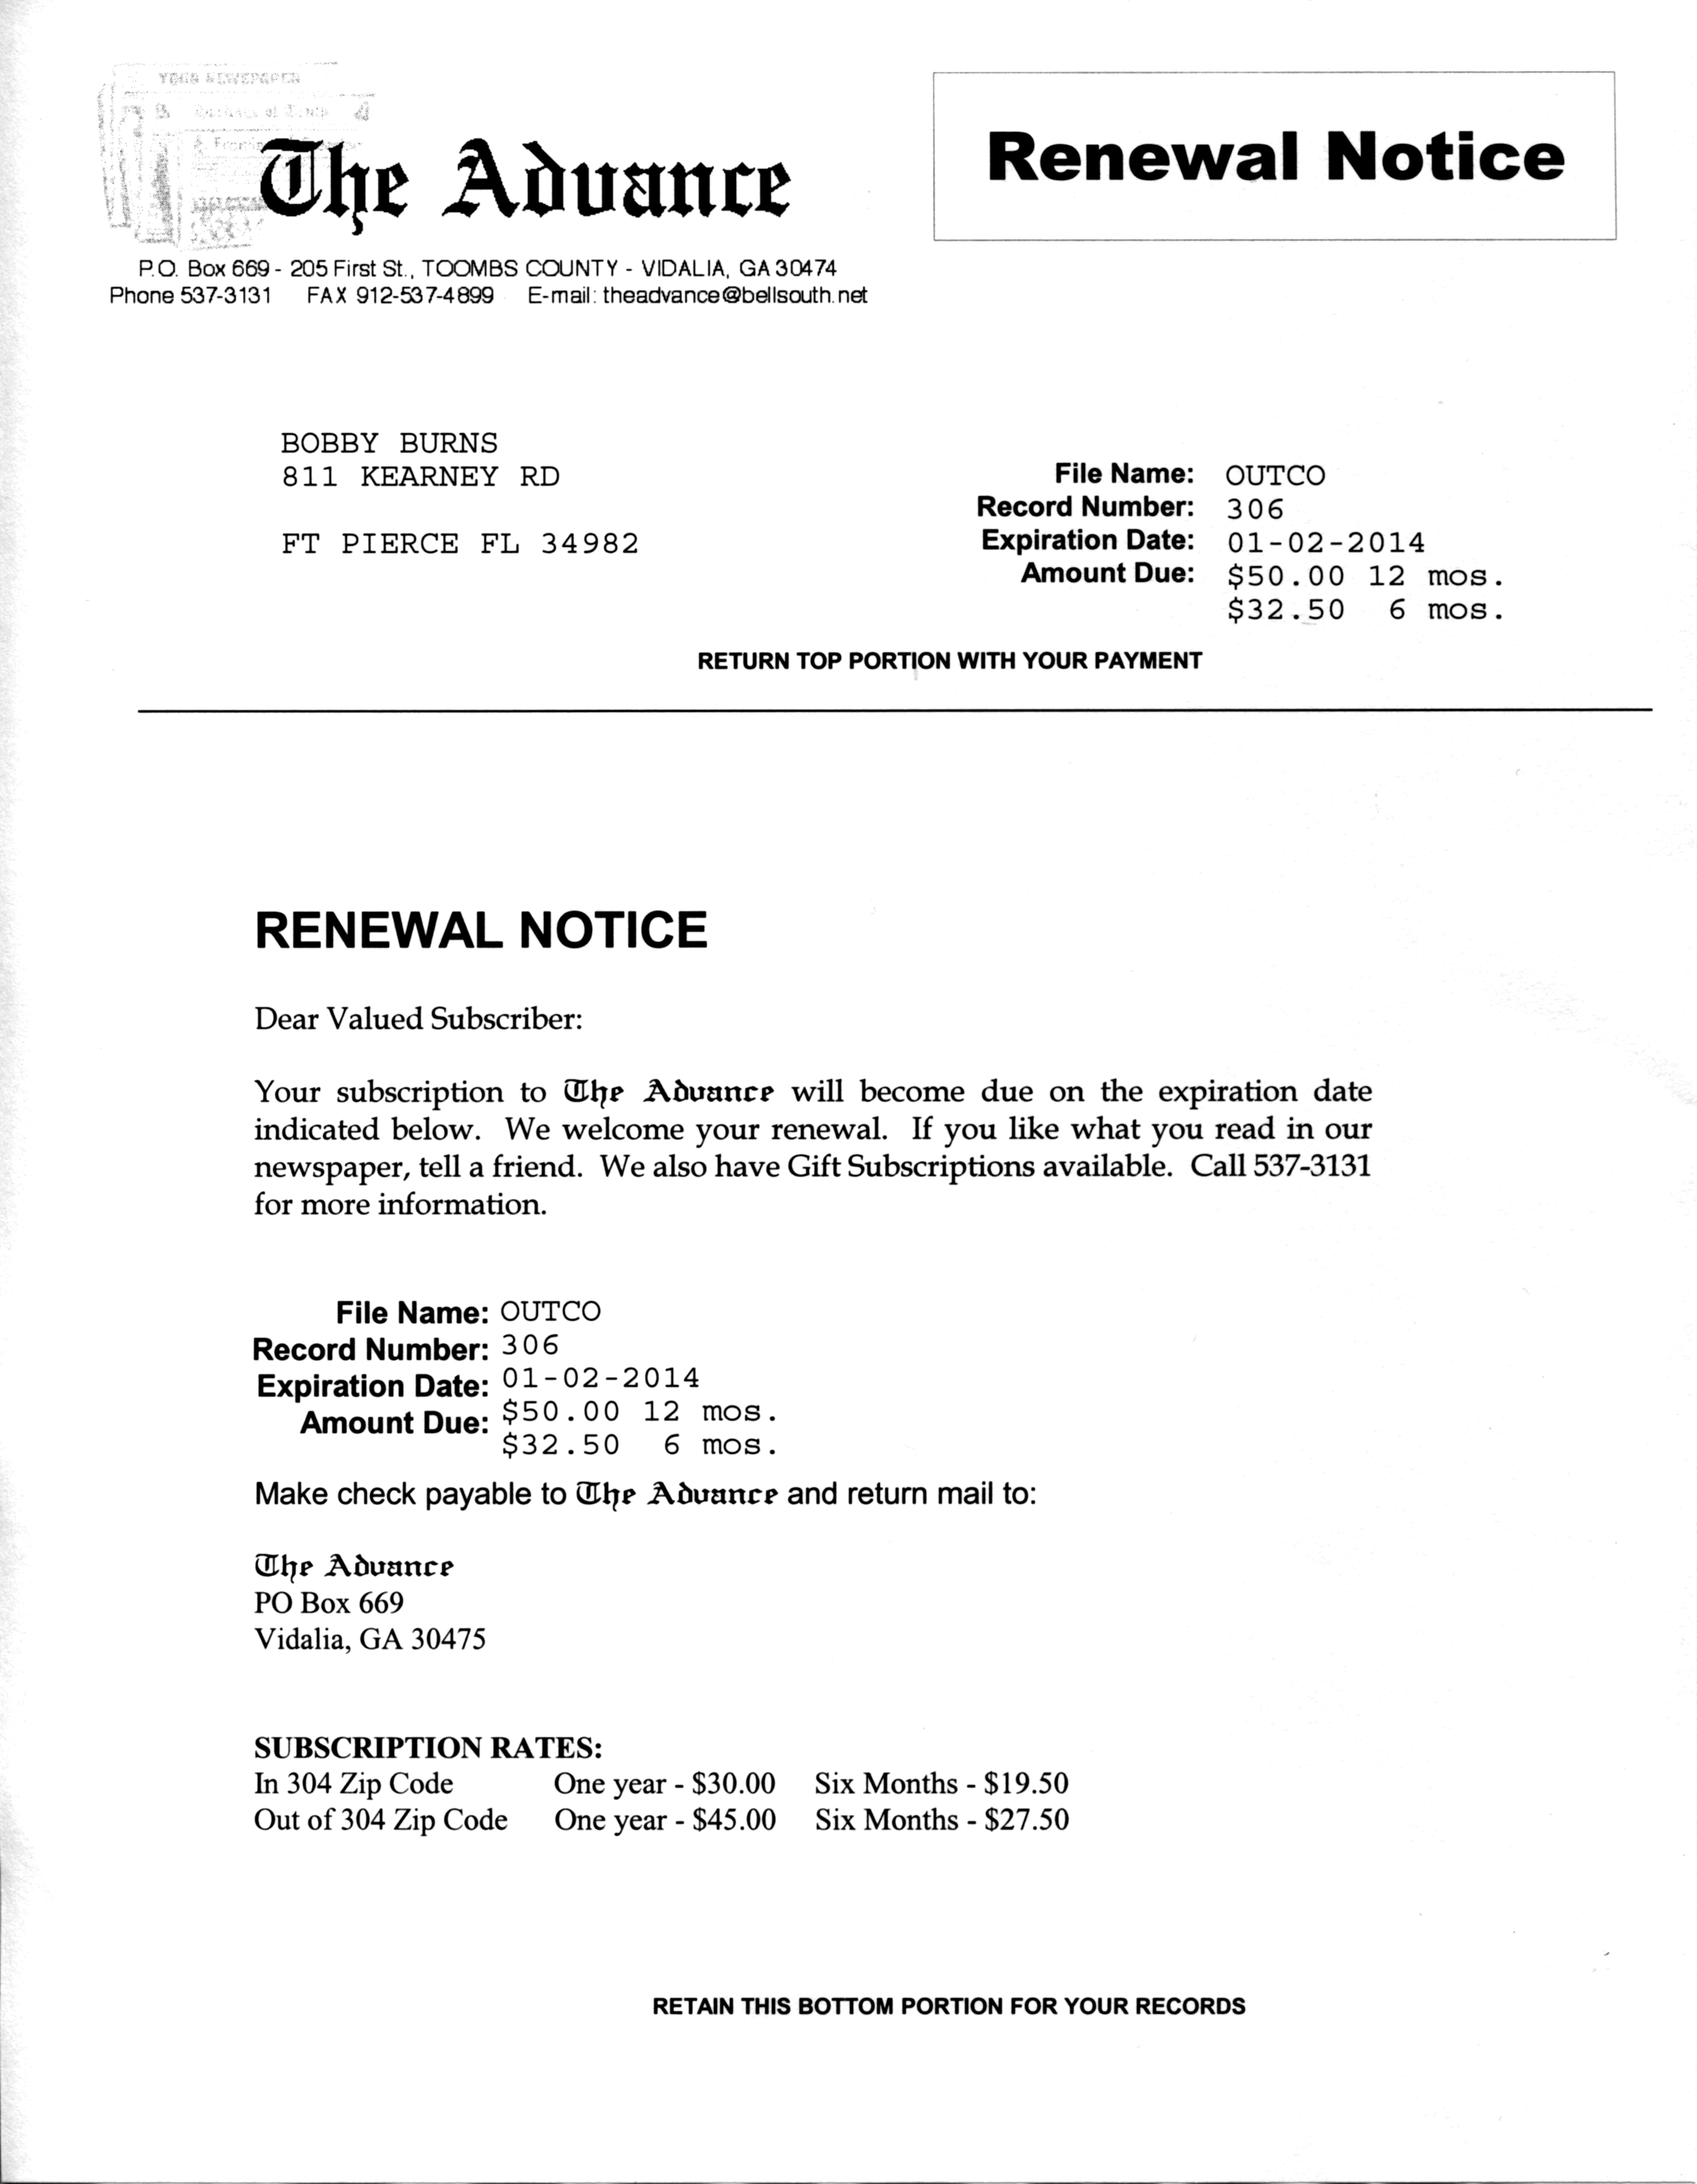 YOUR NEWSPAPER
The Advance
Renewal Notice
P.O. Box 669 - 205 First St., TOOMBS COUNTY - VIDALIA, GA 30474
Phone 537-3131 FAX 912-537-4899 E-mail: theadvance@bellsouth.net
BOBBY BURNS
811 KEARNEY RD
FT PIERCE FL 34982
File Name: OUTCO
Record Number: 306
Expiration Date: 01-02-2014
Amount Due: $50.00 12 mos.
$32.50 6 mos.
RETURN TOP PORTION WITH YOUR PAYMENT
RENEWAL NOTICE
Dear Valued Subscriber:
Your subscription to The Advance will become due on the expiration date
indicated below. We welcome your renewal. If you like what you read in our
newspaper, tell a friend. We also have Gift Subscriptions available. Call 537-3131
for more information.
File Name: OUTCO
Record Number: 306
Expiration Date: 01-02-2014
Amount Due: $50.00 12 mos.
$32.50 6 mos.
Make check payable to The Advance and return mail to:
The Advance
PO Box 669
Vidalia, GA 30475
SUBSCRIPTION RATES:
In 304 Zip Code One year - $30.00 Six Months - $19.50
Out of 304 Zip Code One year - $45.00 Six Months - $27.50
RETAIN THIS BOTTOM PORTION FOR YOUR RECORDS